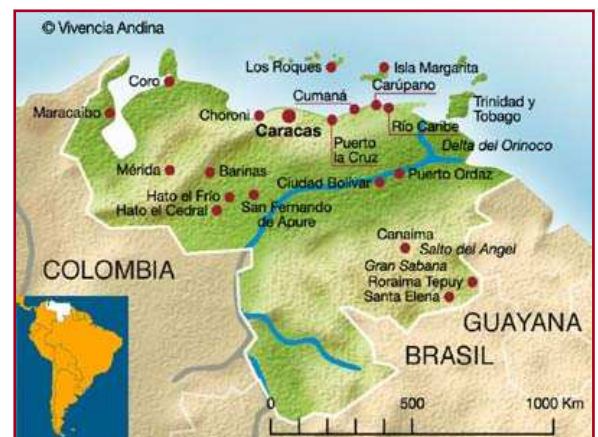 © Vivencia Andina
Los Roques
Isla Margarita
Coro
Carúpano
Cumaná
Maracaibo
Choroni
Caracas
Trinidad y
Tobago
Río Caribe
Puerto
la Cruz
Delta del Orinoco
Mérida
Barinas
Ciudad Bolívar
Puerto Ordaz
Hato el Frío
Hato el Cedral
San Fernando
de Apure
Canaima
Salto del Angel
Gran Sabana
Roraima Tepuy
Santa Elena
COLOMBIA
GUAYANA
BRASIL
0
500
1000 Km